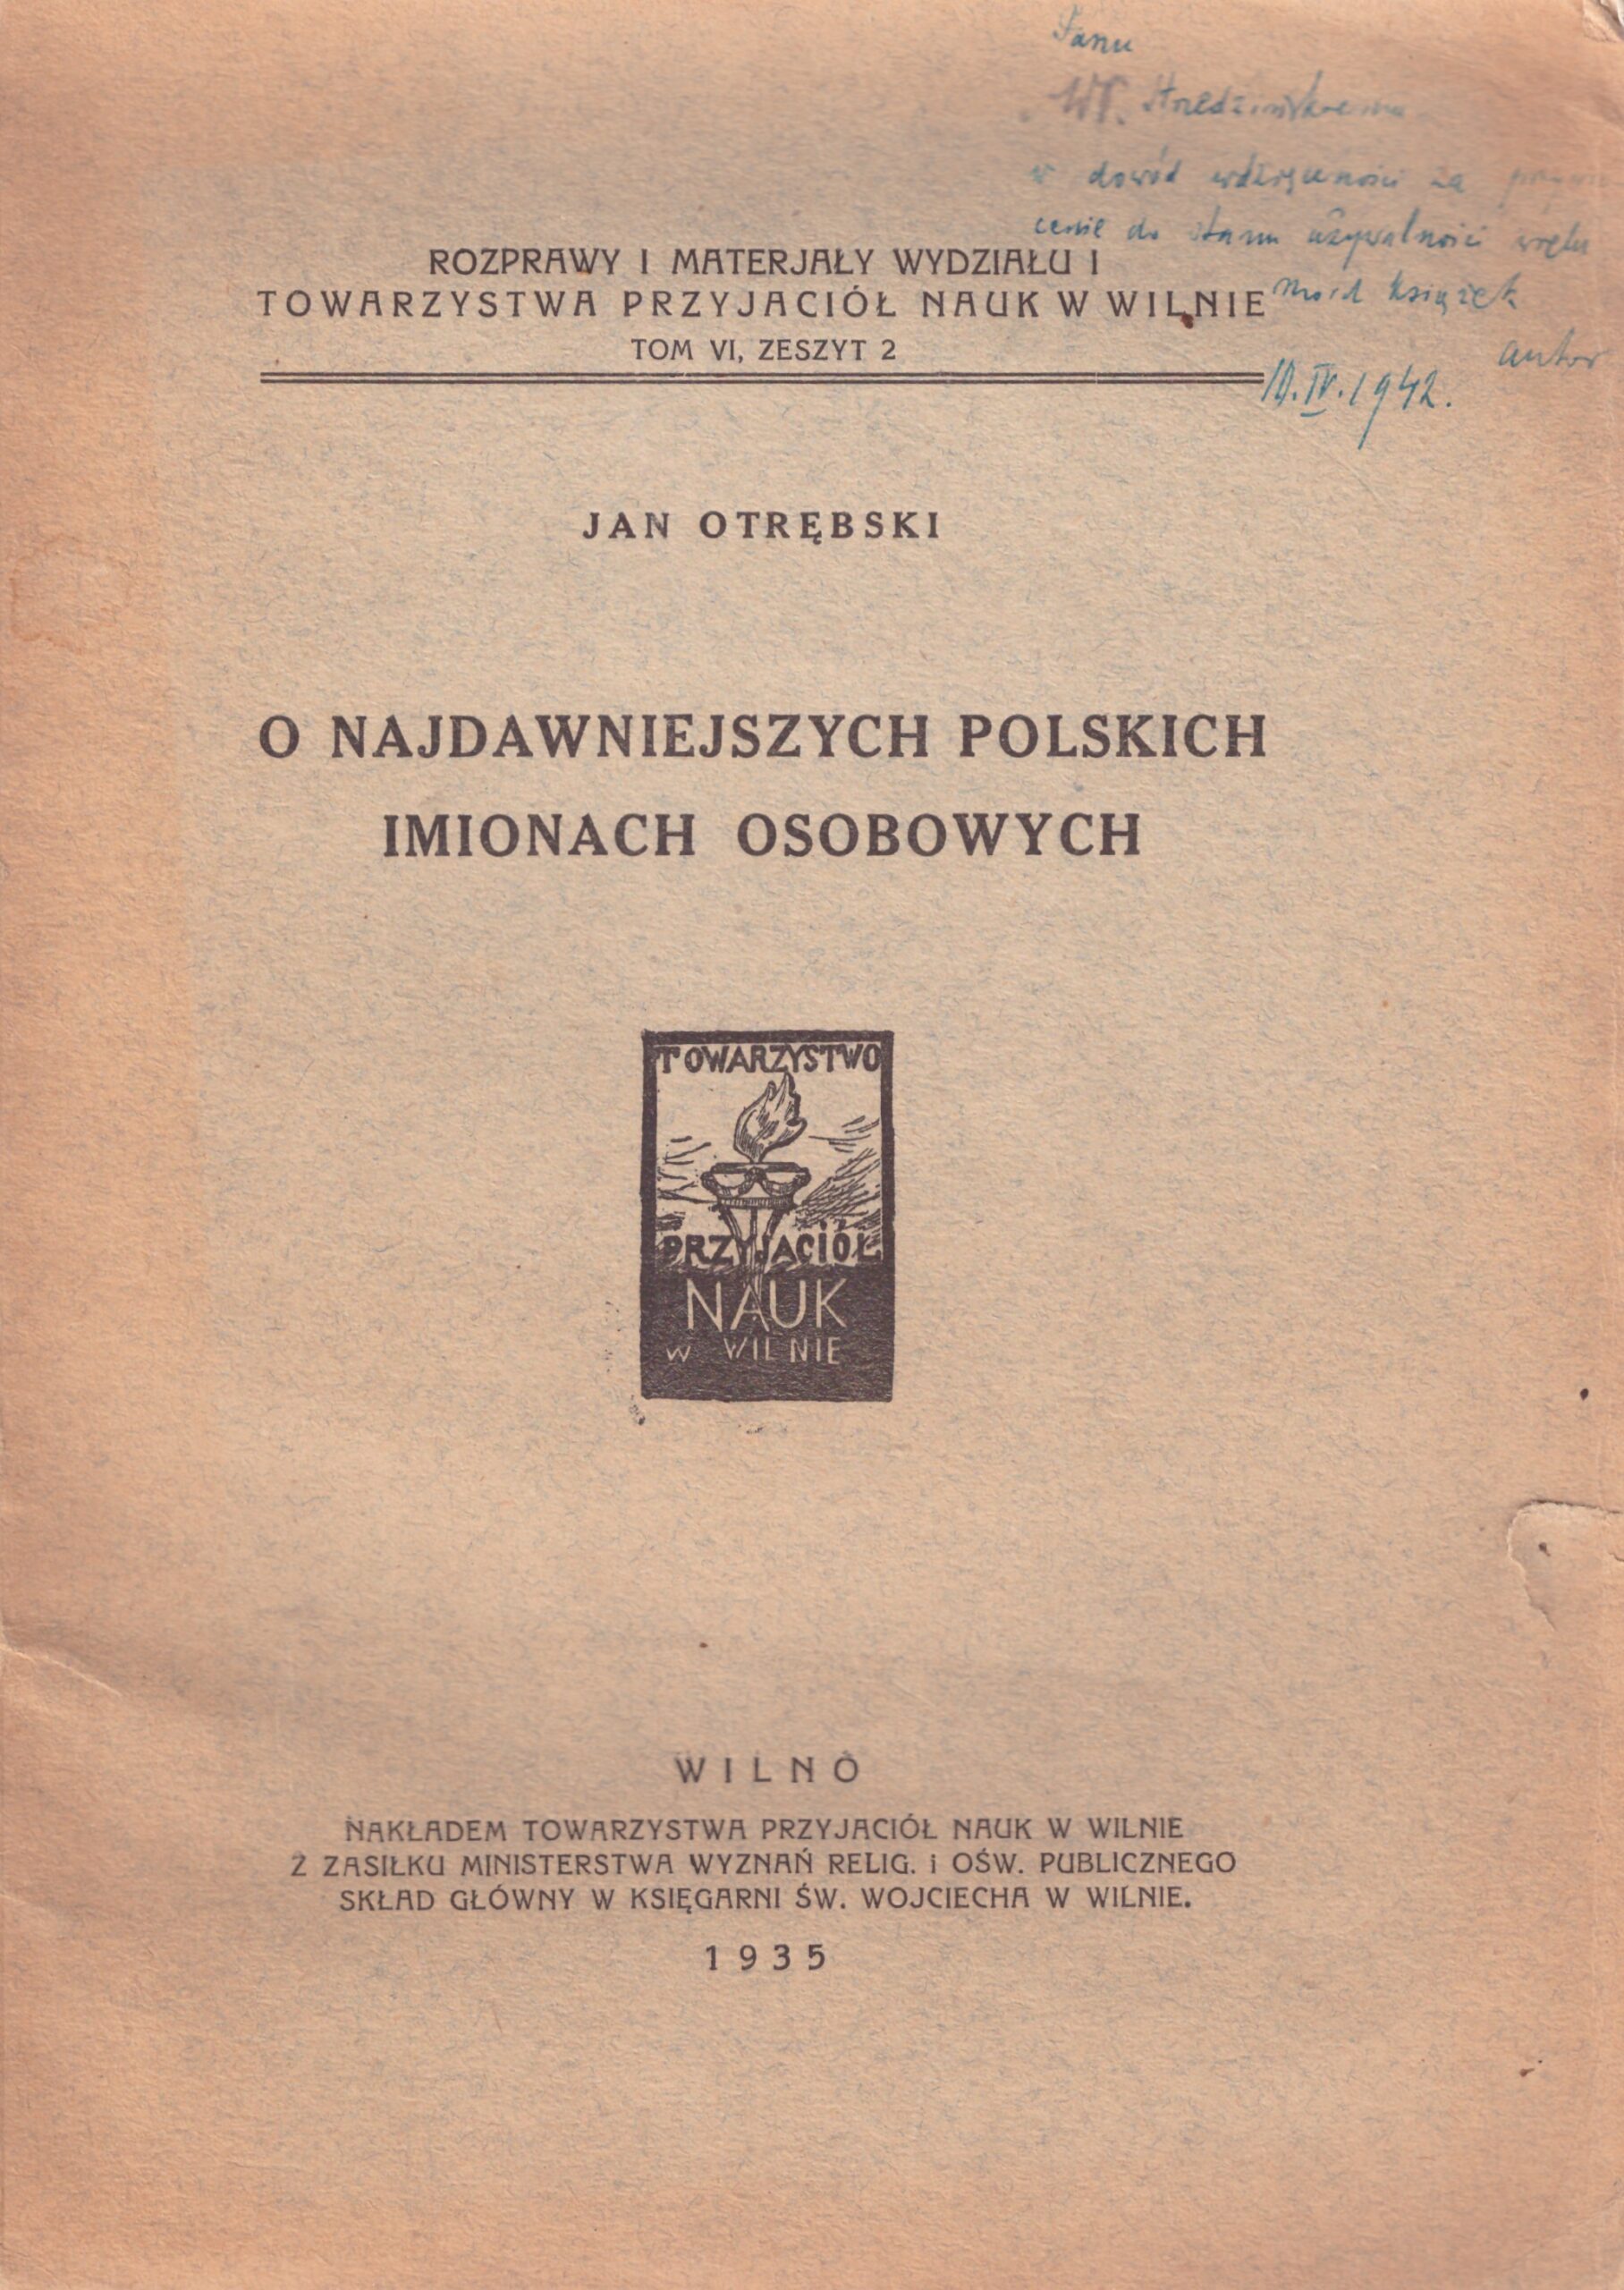 Panu
Wł.
w dowód wdzięczności za
cenie do stanu używalności wielu
moich książek
autor
10.IV.1942.
ROZPRAWY I MATERJAŁY WYDZIAŁU I
TOWARZYSTWA PRZYJACIÓŁ NAUK W WILNIE
TOM VI, ZESZYT 2
JAN OTRĘBSKI
O NAJDAWNIEJSZYCH POLSKICH
IMIONACH OSOBOWYCH
TOWARZYSTWO
PRZYJACIÓŁ
NAUK
W WILNIE
WILNO
NAKŁADEM TOWARZYSTWA PRZYJACIÓŁ NAUK W WILNIE
Z ZASIŁKU MINISTERSTWA WYZNAŃ RELIG. i OŚW. PUBLICZNEGO
SKŁAD GŁÓWNY W KSIĘGARNI ŚW. WOJCIECHA W WILNIE.
1935